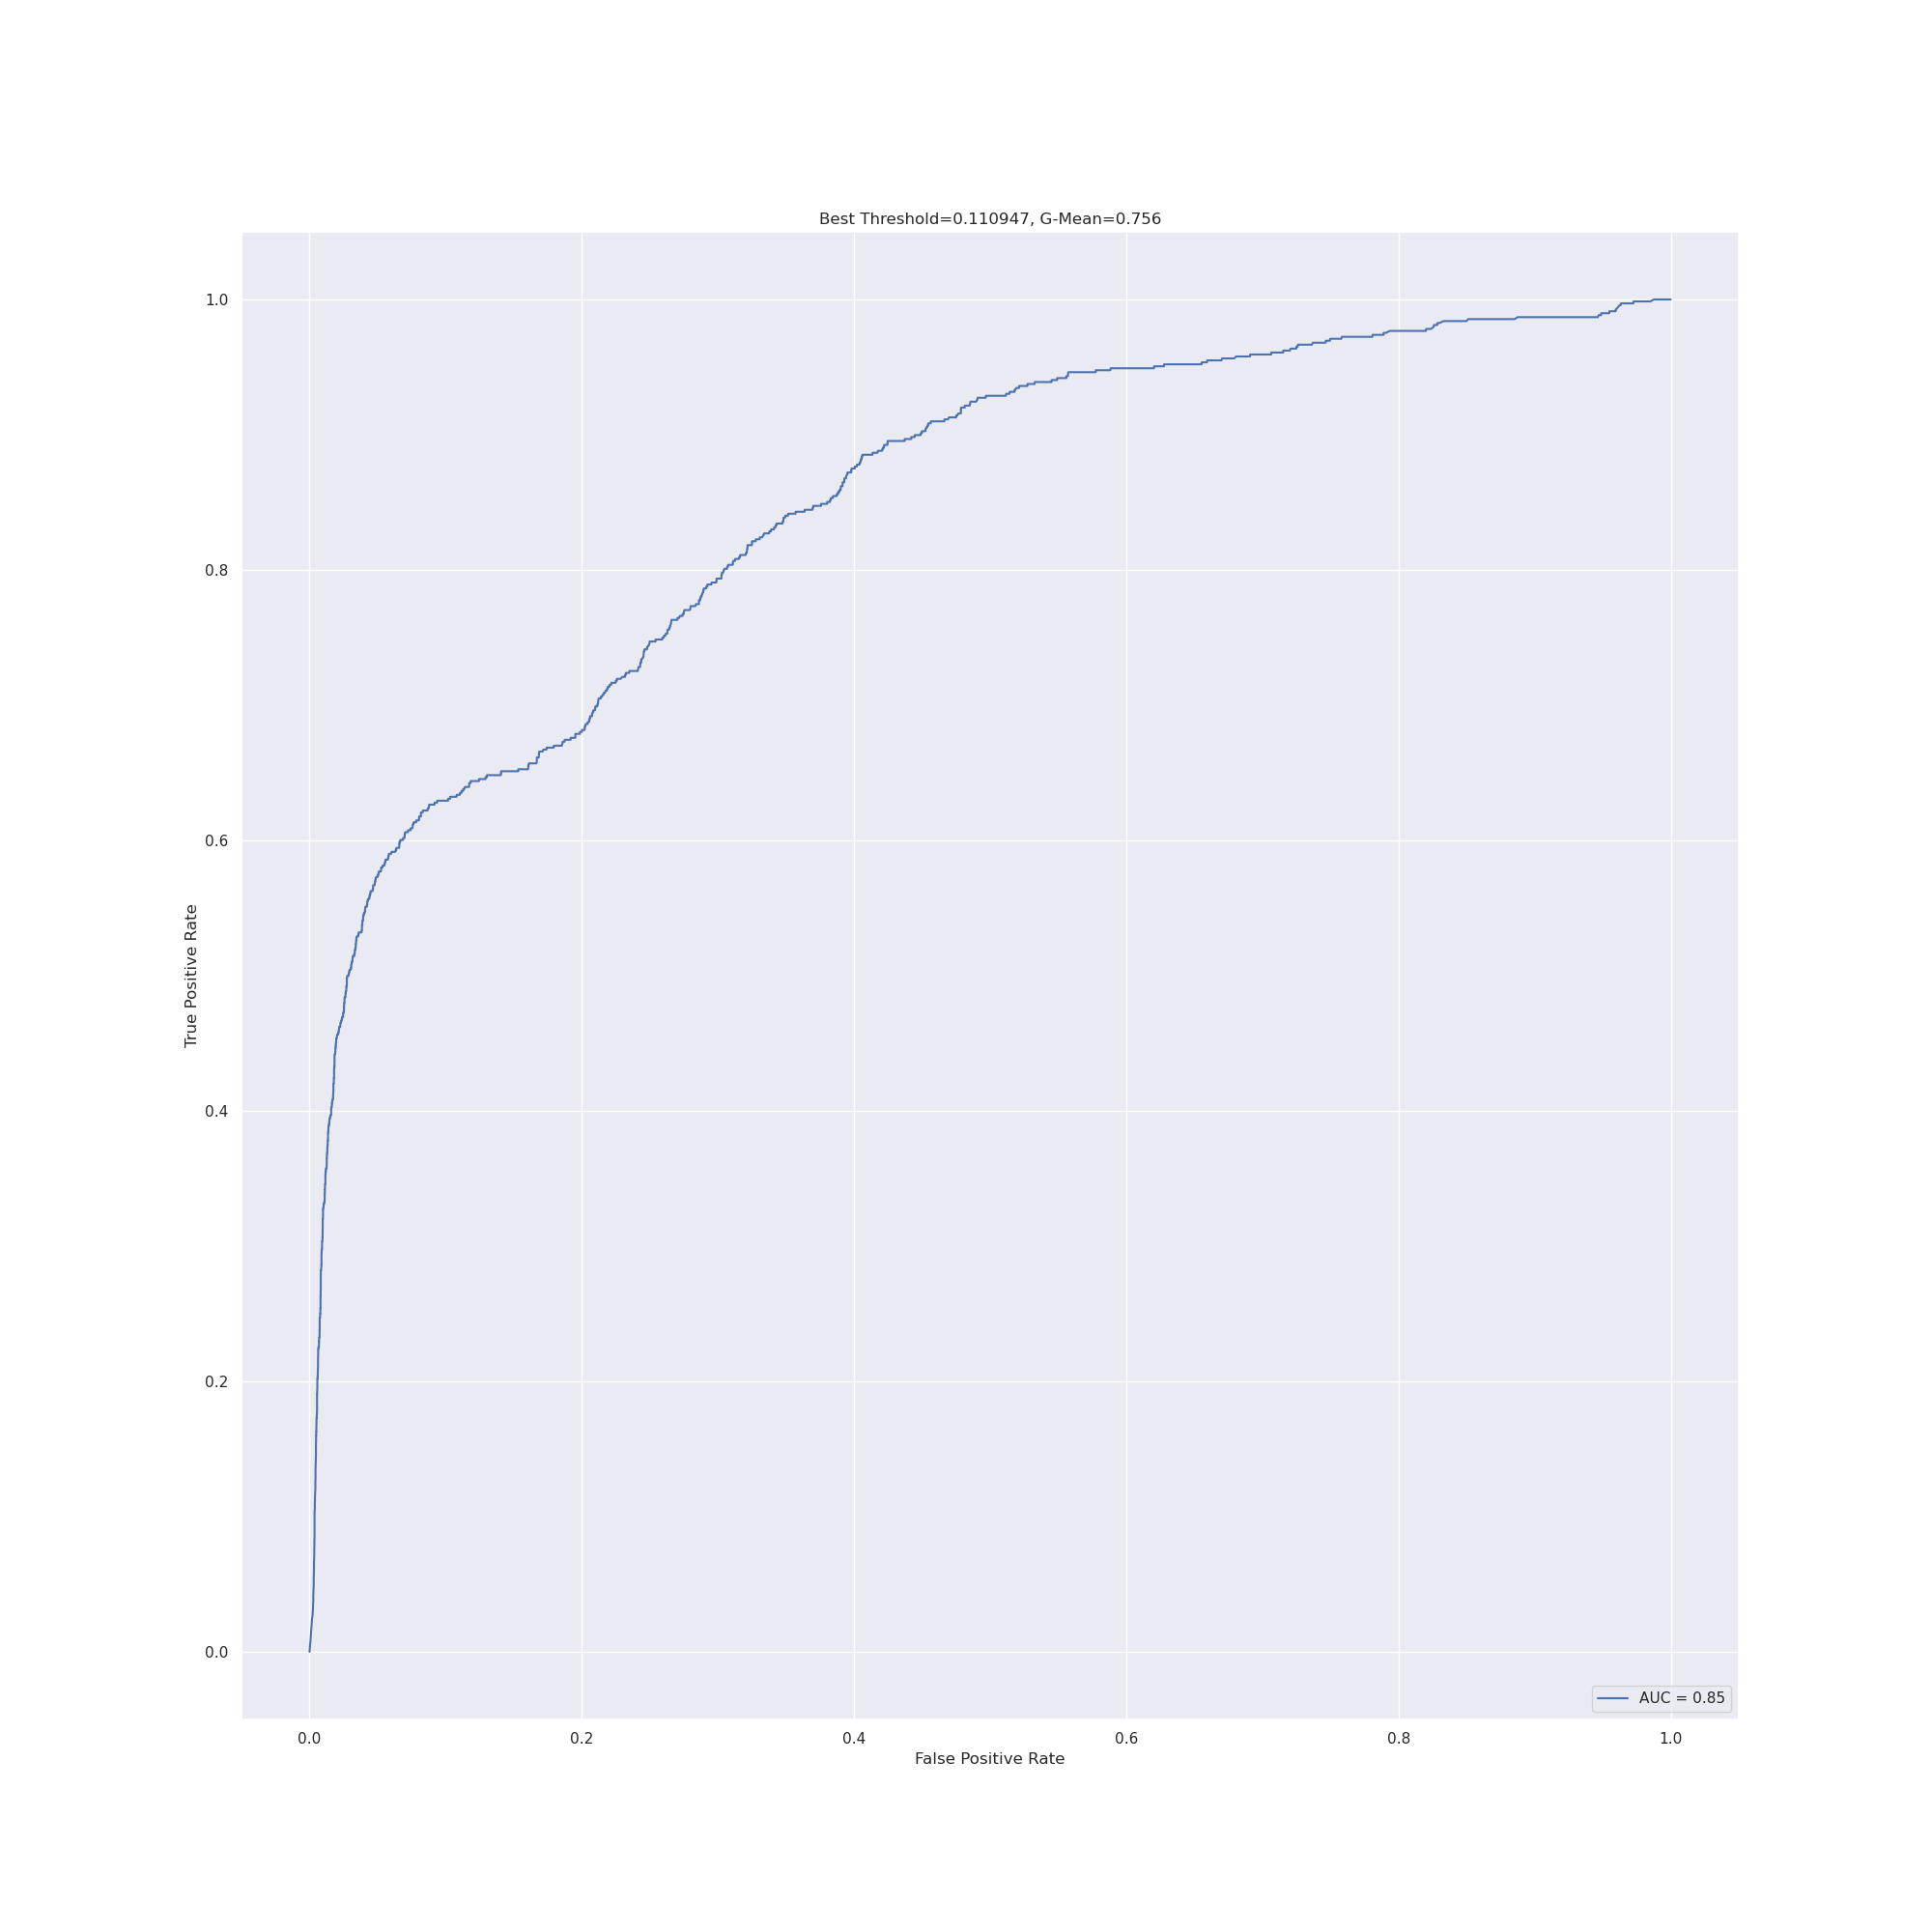 Best Threshold=0.110947, G-Mean=0.756
1.0
0.8
0.6
0.4
0.2
0.0
True Positive Rate
AUC = 0.85
0.0 0.2 0.4 0.6 0.8 1.0
False Positive Rate